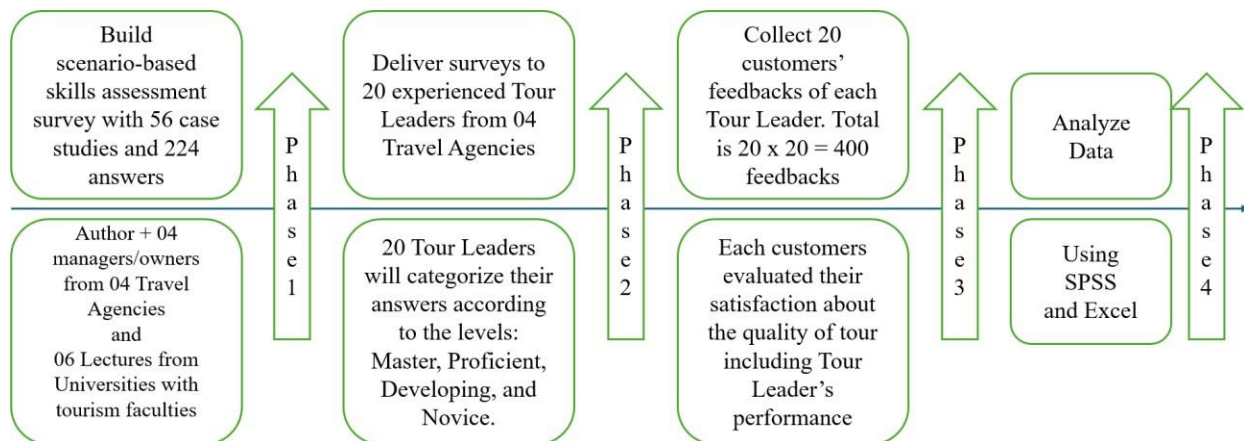 Build
scenario-based
skills assessment
survey with 56 case
studies and 224
answers
Author + 04
managers/owners
from 04 Travel
Agencies
and
06 Lectures from
Universities with
tourism faculties
P
h
a
s
e
1
Deliver surveys to
20 experienced Tour
Leaders from 04
Travel Agencies
20 Tour Leaders
will categorize their
answers according
to the levels:
Master, Proficient,
Developing, and
Novice.
P
h
a
s
e
2
Collect 20
customers’
feedbacks of each
Tour Leader. Total
is 20 x 20 = 400
feedbacks
Each customers
evaluated their
satisfaction about
the quality of tour
including Tour
Leader’s
performance
P
h
a
s
e
3
Analyze
Data
Using
SPSS
and Excel
P
h
a
s
e
4